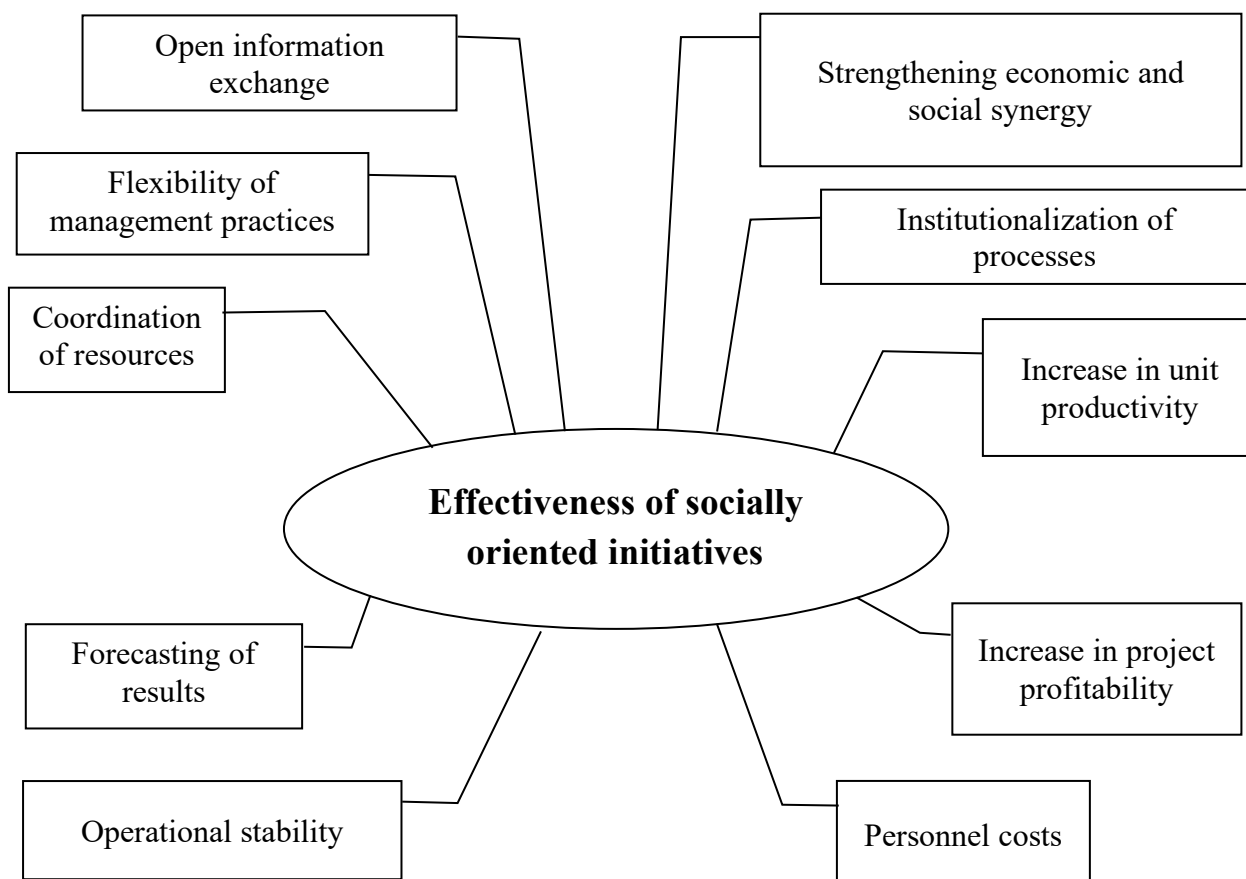 Open information
exchange
Strengthening economic and
social synergy
Flexibility of
management practices
Institutionalization of
processes
Coordination
of resources
Increase in unit
productivity
Effectiveness of socially
oriented initiatives
Forecasting of
results
Increase in project
profitability
Operational stability
Personnel costs